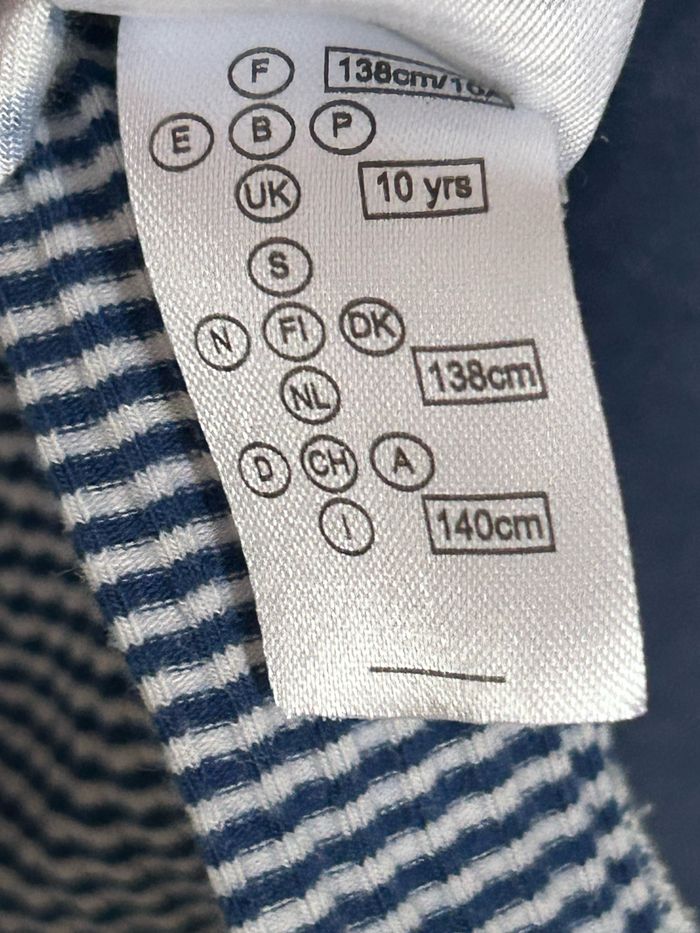 F 138cm/10A
E B P
UK 10 yrs
S
N FI DK 138cm
NL
D CH A
I 140cm